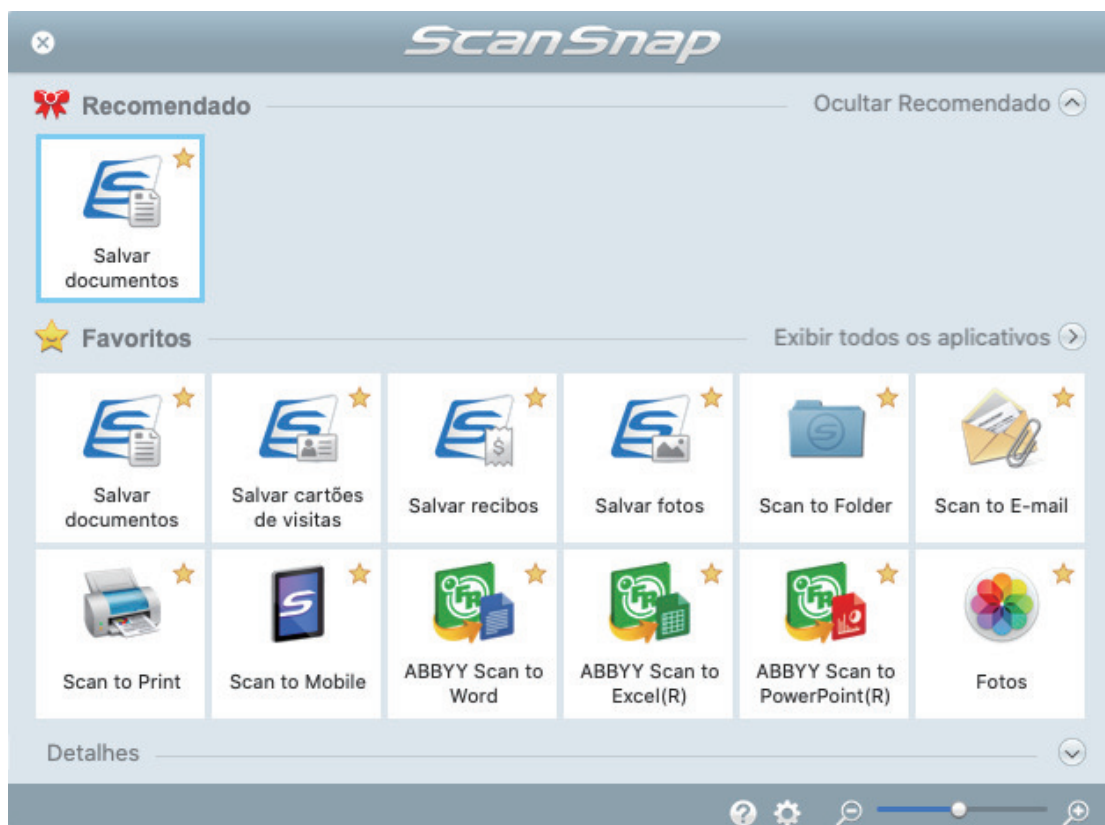 ScanSnap
Recomendado
Ocultar Recomendado
Salvar
documentos
Favoritos
Exibir todos os aplicativos
Salvar
documentos
Salvar cartões
de visitas
Salvar recibos
Salvar fotos
Scan to Folder
Scan to E-mail
Scan to Print
Scan to Mobile
ABBYY Scan to
Word
ABBYY Scan to
Excel(R)
ABBYY Scan to
PowerPoint(R)
Fotos
Detalhes